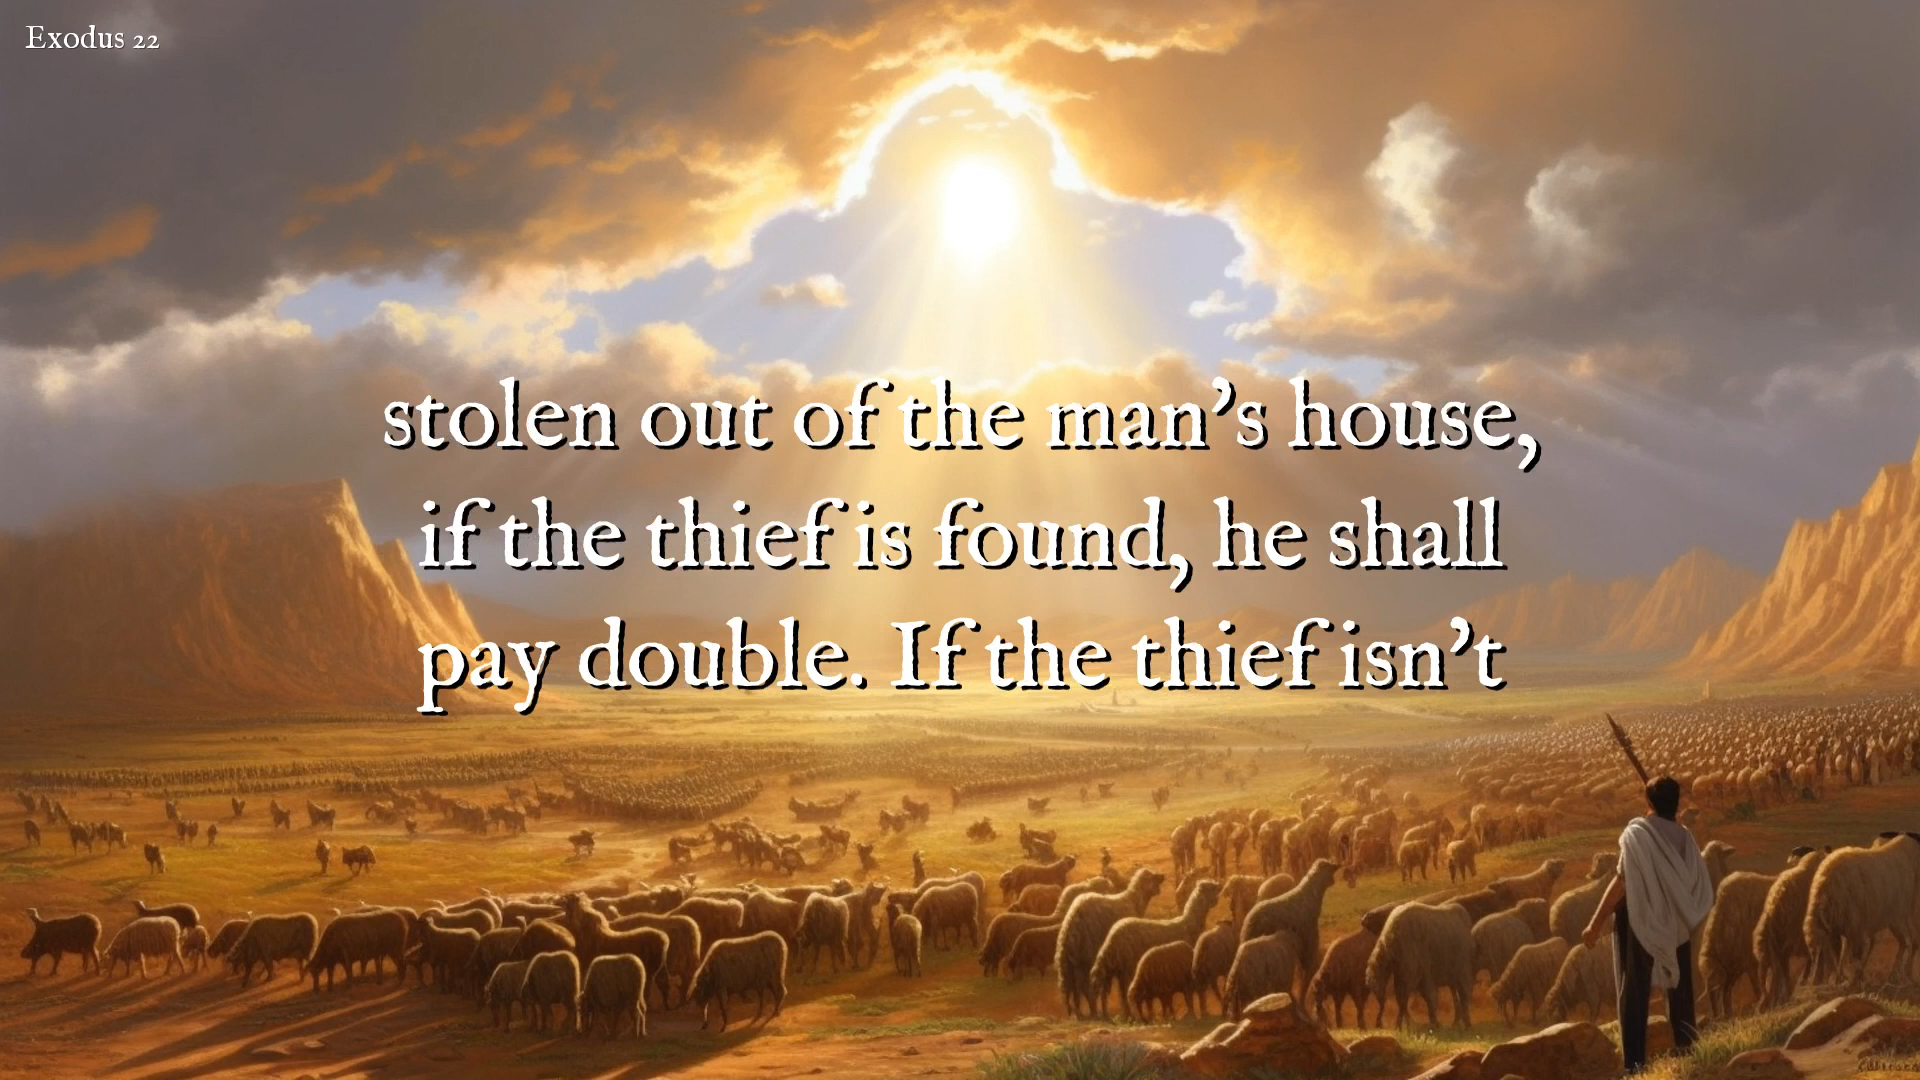 Exodus 22
stolen out of the man’s house,
if the thief is found, he shall
pay double. If the thief isn’t